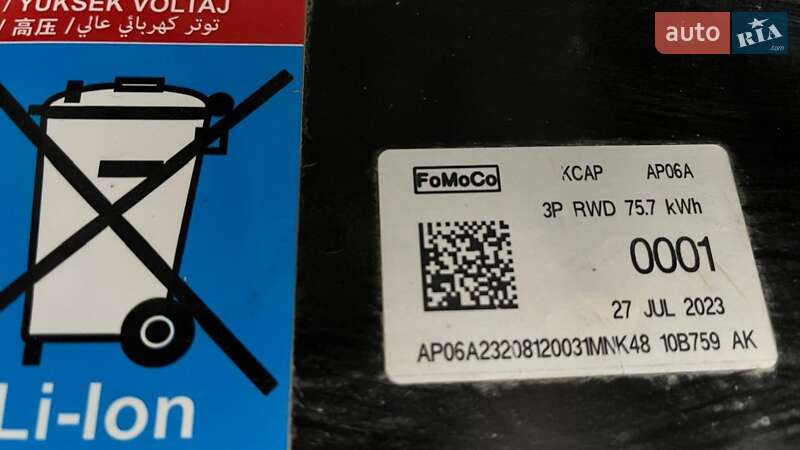 /YÜKSEK VOLTAJ
/ 高压 / توتر كهربائي عالي /
Li-Ion
FoMoCo KCAP AP06A
3P RWD 75.7 kWh
0001
27 JUL 2023
AP06A23208120031MNK48 10B759 AK
auto RIA .com